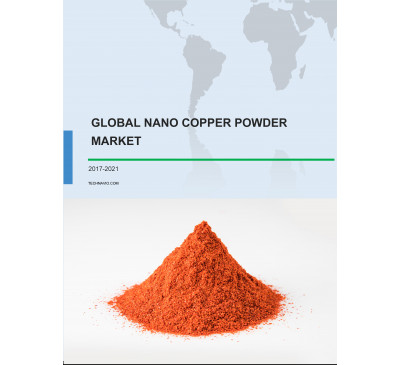 GLOBAL NANO COPPER POWDER
MARKET
2017-2021
TECHNAVIO.COM